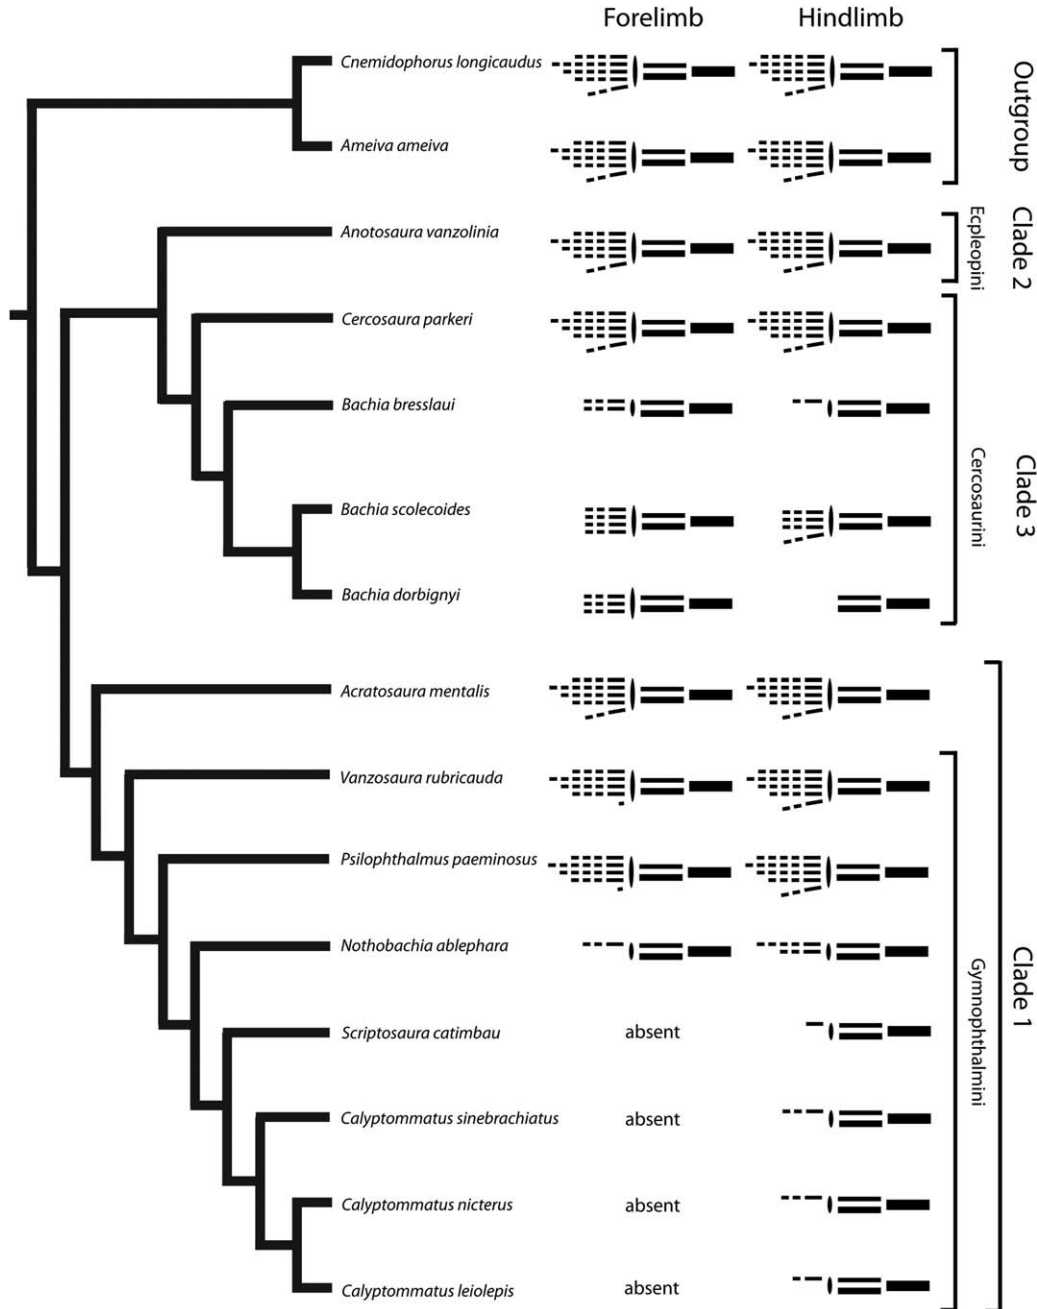 Forelimb Hindlimb
Cnemidophorus longicaudus
Ameiva ameiva
Outgroup
Anotosaura vanzolinia
Ecpleopini
Clade 2
Cercosaura parkeri
Bachia bresslaui
Bachia scolecoides
Bachia dorbignyi
Cercosaurini
Clade 3
Acratosaura mentalis
Vanzosaura rubricauda
Psilophthalmus paeminosus
Nothobachia ablephara
Scriptosaura catimbau absent
Calyptommatus sinebrachiatus absent
Calyptommatus nicterus absent
Calyptommatus leiolepis absent
Gymnophthalmini
Clade 1